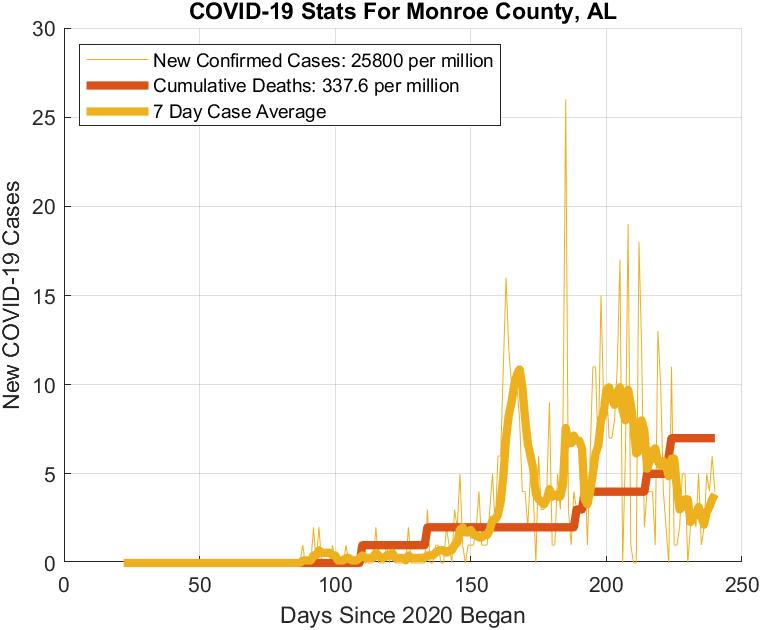 COVID-19 Stats For Monroe County, AL
New Confirmed Cases: 25800 per million
Cumulative Deaths: 337.6 per million
7 Day Case Average
New COVID-19 Cases
30
25
20
15
10
5
0
0 50 100 150 200 250
Days Since 2020 Began